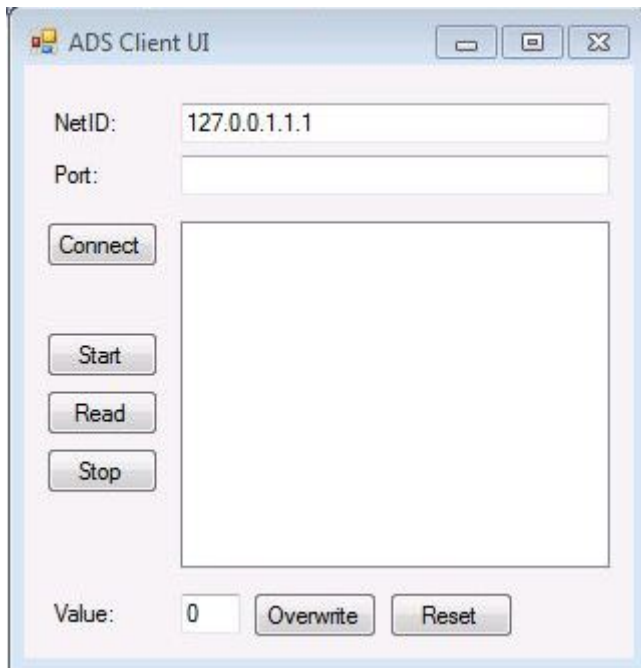 ADS Client UI
NetID: 127.0.0.1.1.1
Port:
Connect
Start
Read
Stop
Value: 0 Overwrite Reset